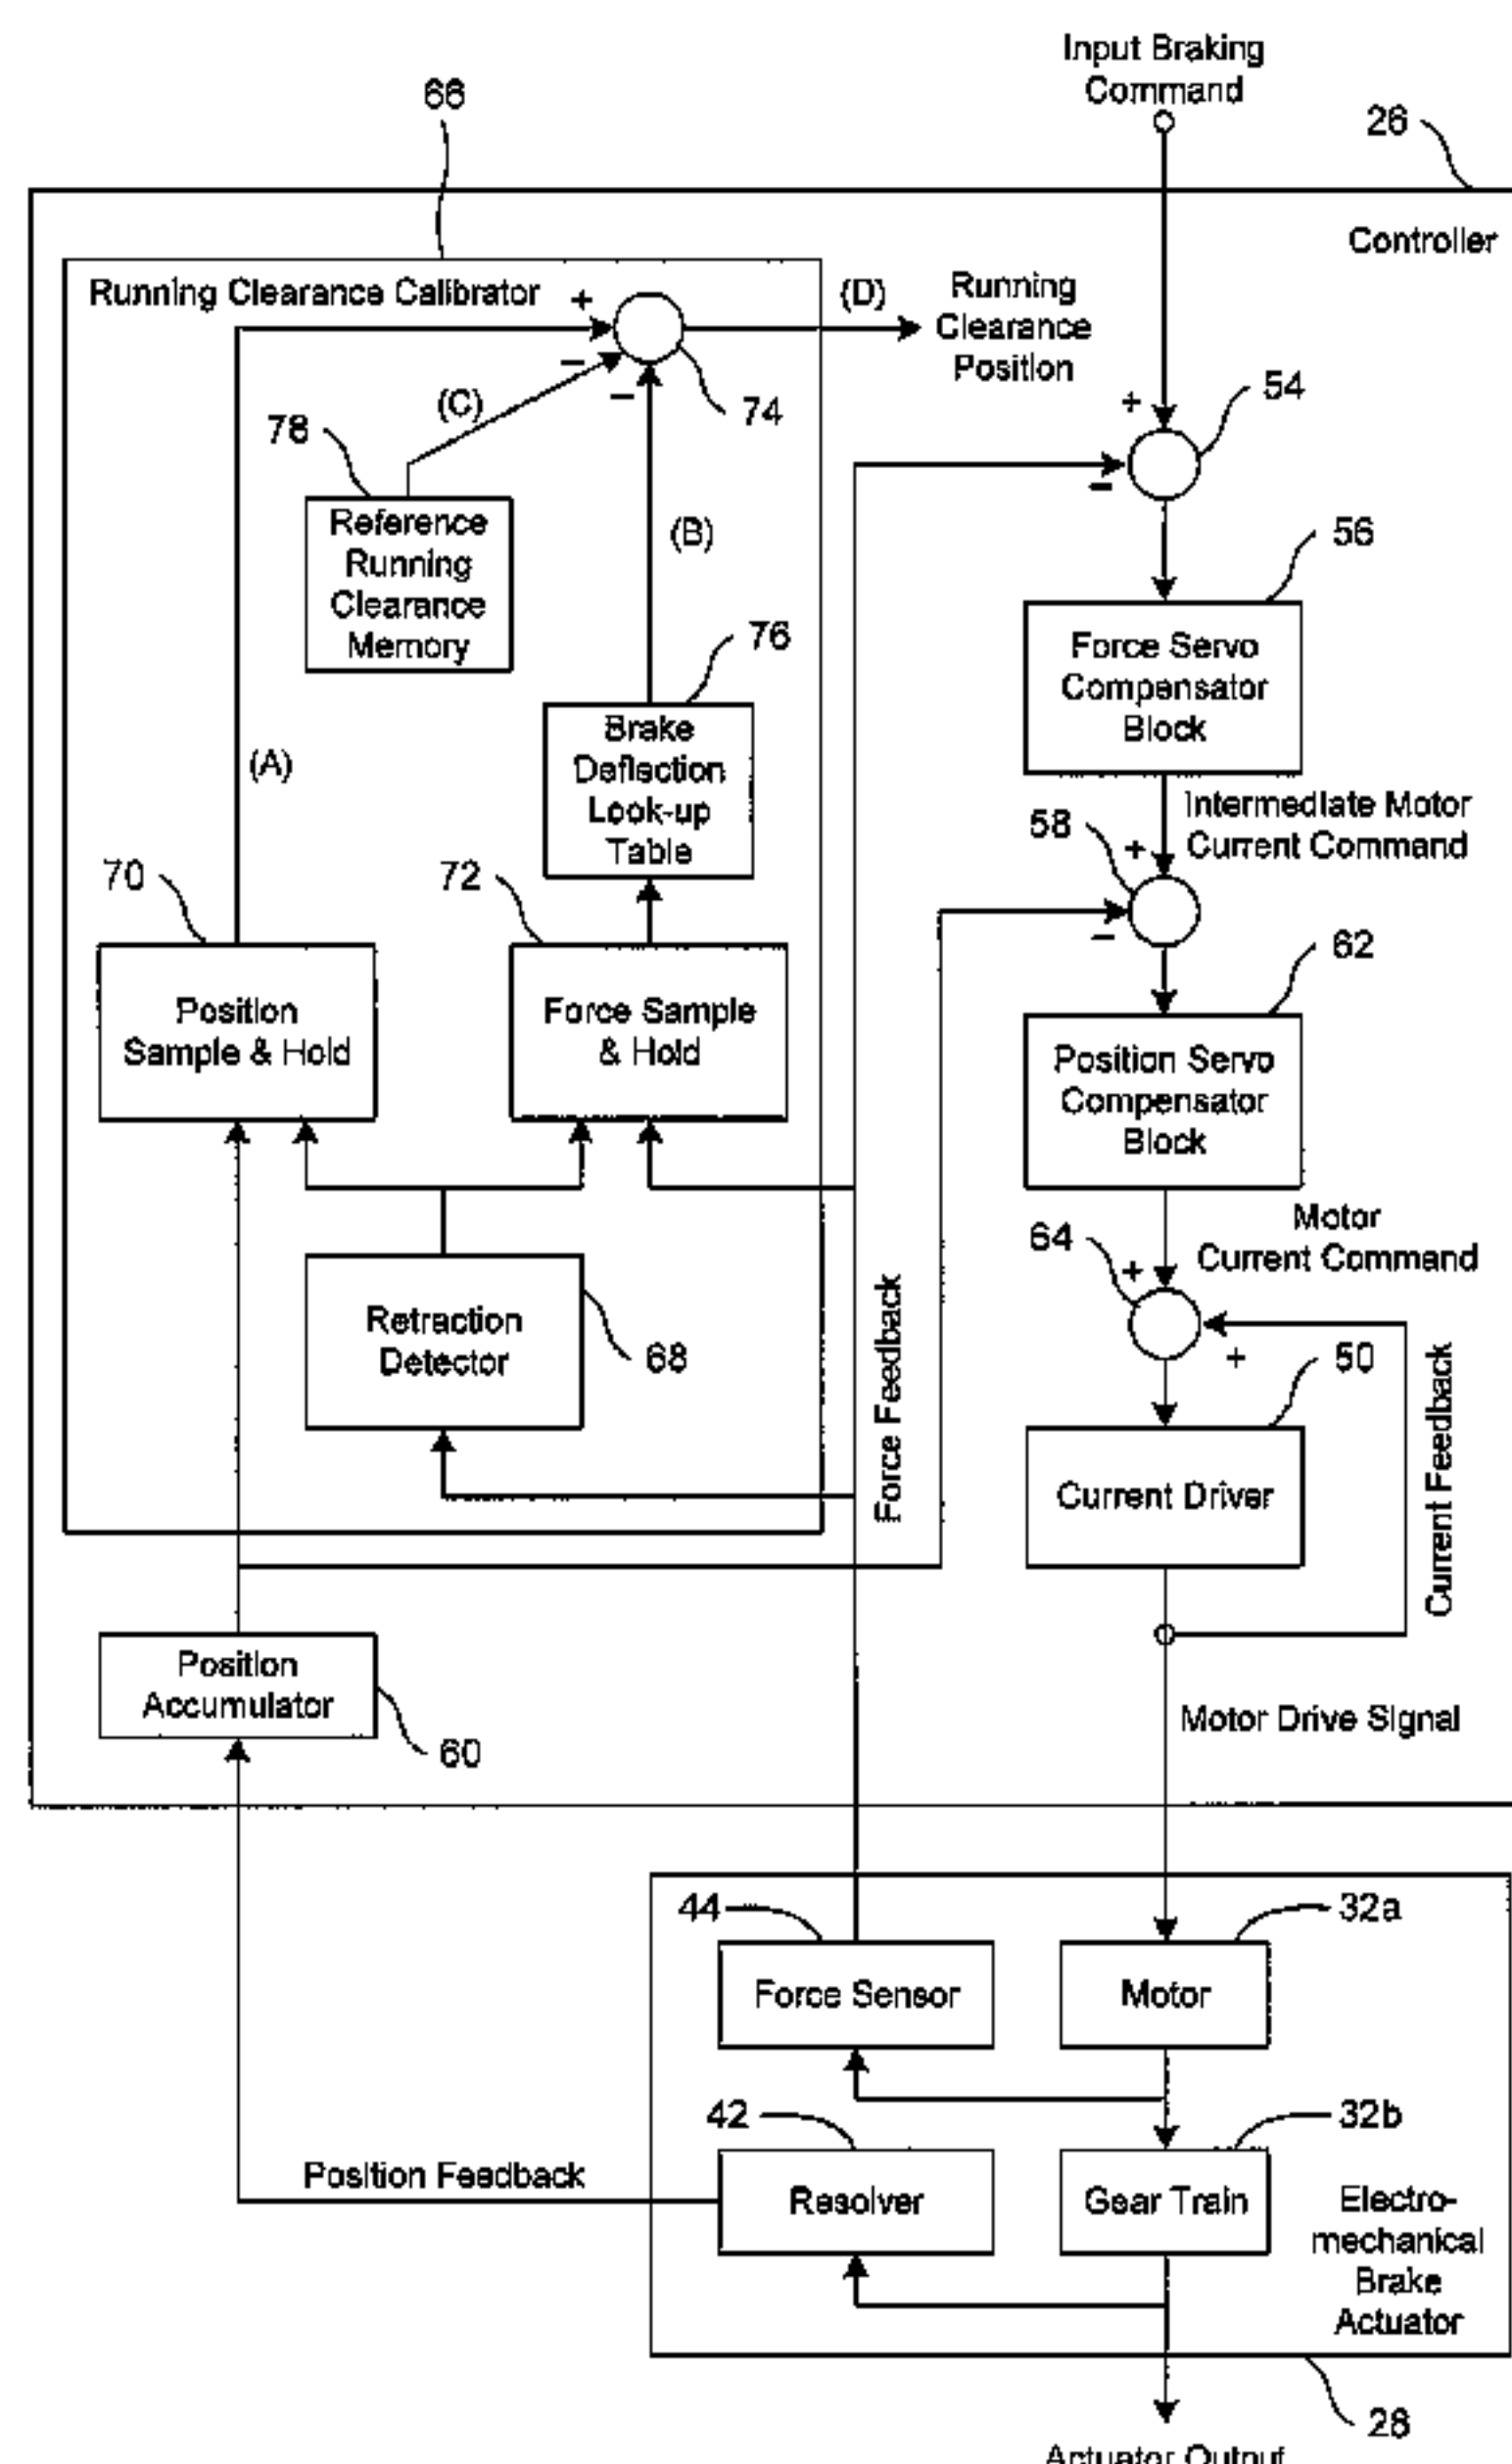 Input Braking
Command
66
26
Controller
Running Clearance Calibrator
+
(D)
Running
Clearance
Position
−
−
(C)
74
78
+
54
−
Reference
Running
Clearance
Memory
(B)
56
76
Force Servo
Compensator
Block
(A)
Brake
Deflection
Look-up
Table
58
+
Intermediate Motor
Current Command
70
72
−
62
Position
Sample & Hold
Force Sample
& Hold
Position Servo
Compensator
Block
64
+
Motor
Current Command
Retraction
Detector
68
Force Feedback
+
50
Current Driver
Current Feedback
Position
Accumulator
60
Motor Drive Signal
44
32a
Force Sensor
Motor
42
32b
Position Feedback
Resolver
Gear Train
Electro-
mechanical
Brake
Actuator
28
Actuator Output